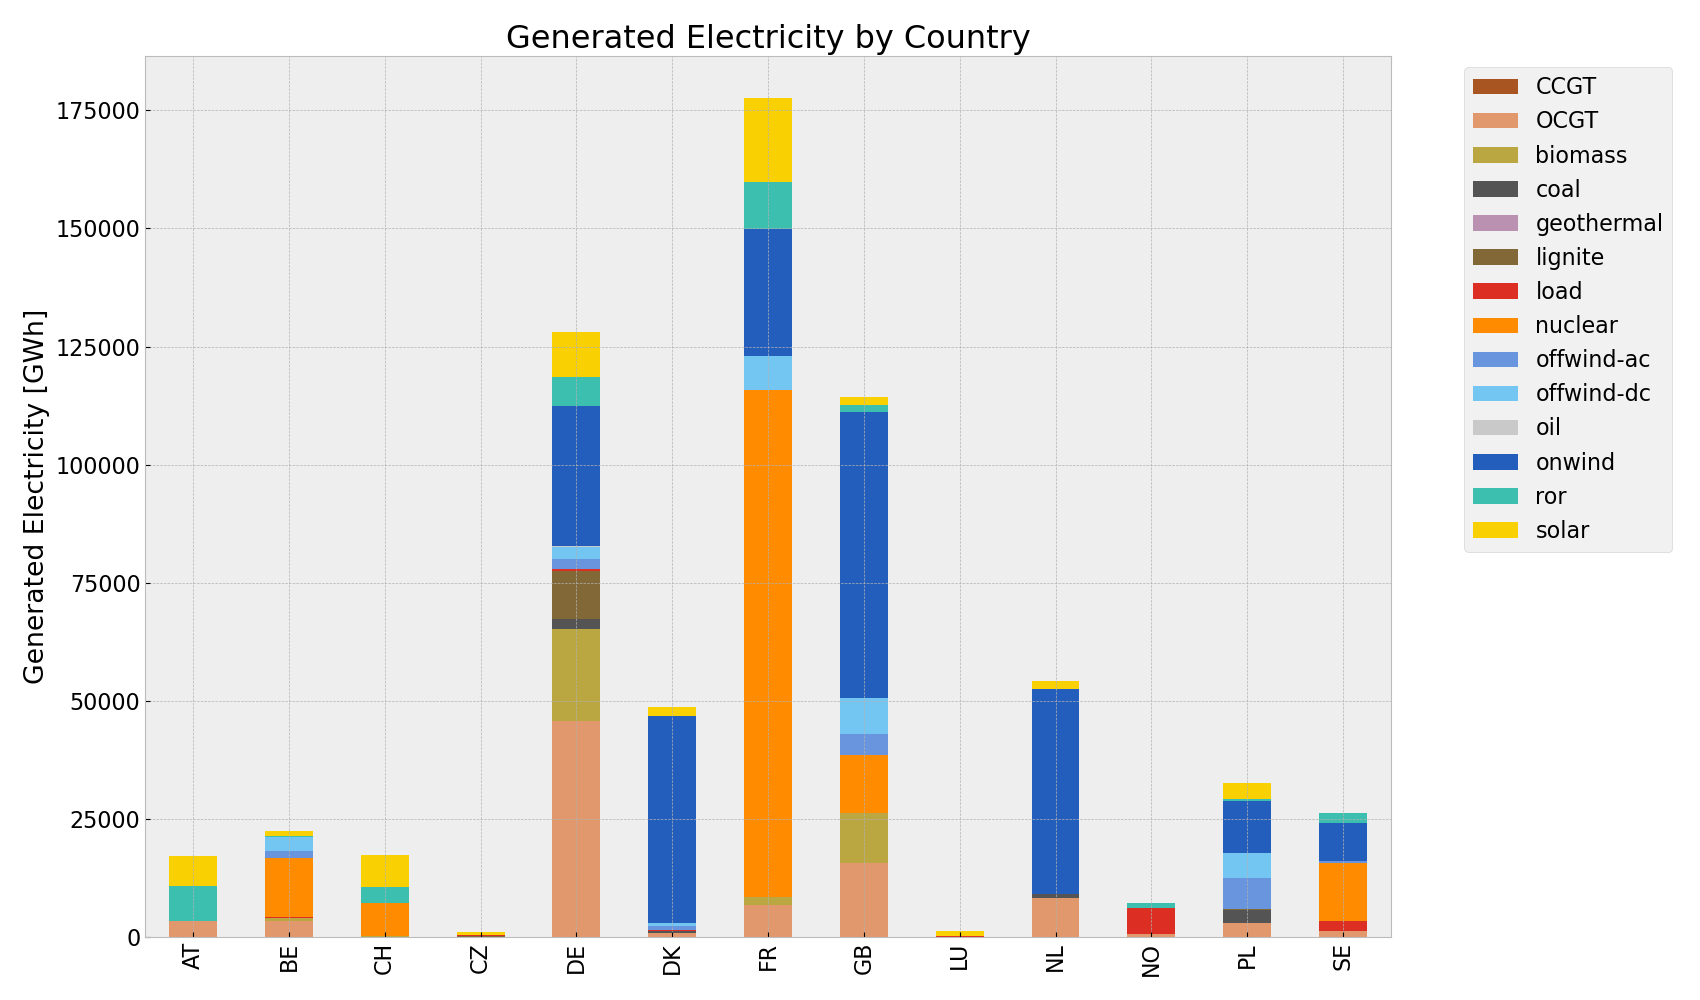 Generated Electricity by Country
Generated Electricity [GWh]
175000
150000
125000
100000
75000
50000
25000
0
AT
BE
CH
CZ
DE
DK
FR
GB
LU
NL
NO
PL
SE
CCGT
OCGT
biomass
coal
geothermal
lignite
load
nuclear
offwind-ac
offwind-dc
oil
onwind
ror
solar